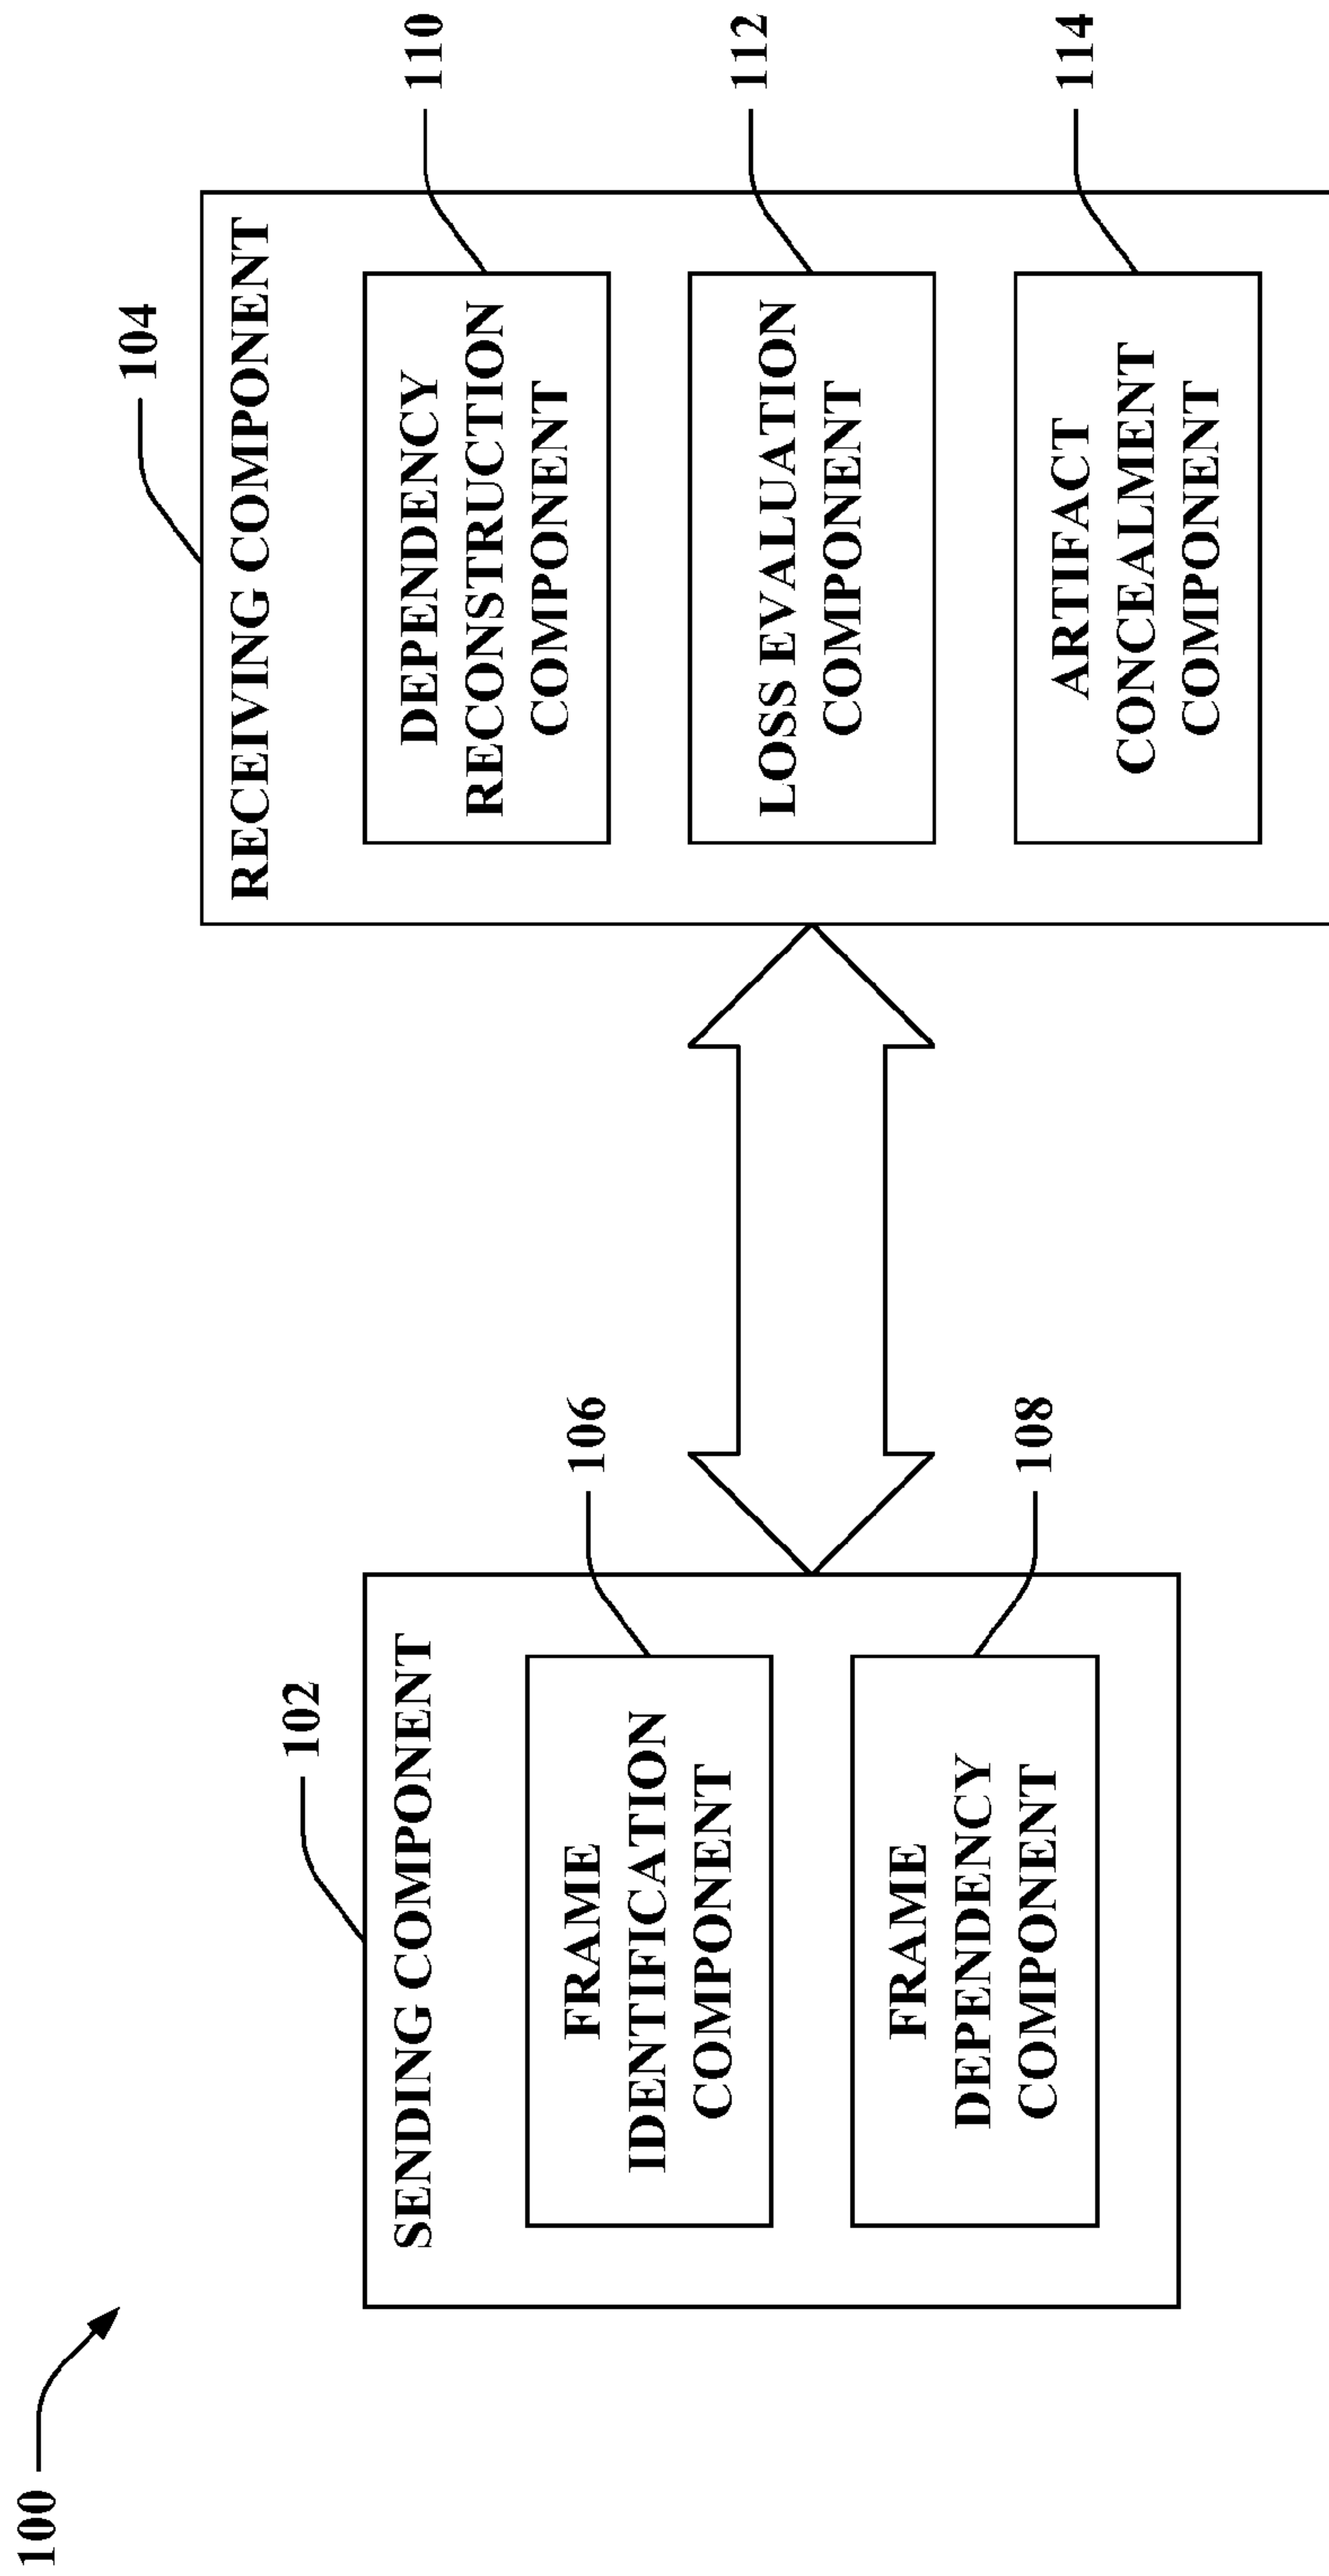 100
102
SENDING COMPONENT
106
FRAME
IDENTIFICATION
COMPONENT
108
FRAME
DEPENDENCY
COMPONENT
104
RECEIVING COMPONENT
110
DEPENDENCY
RECONSTRUCTION
COMPONENT
112
LOSS EVALUATION
COMPONENT
114
ARTIFACT
CONCEALMENT
COMPONENT